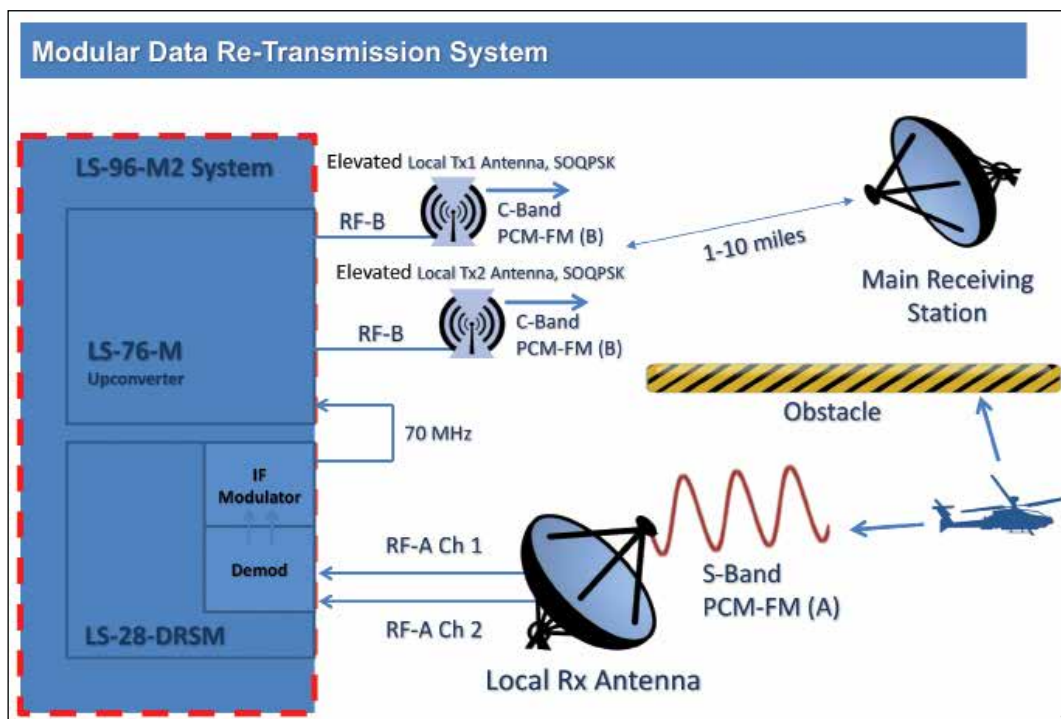 Modular Data Re-Transmission System
LS-96-M2 System
Elevated Local Tx1 Antenna, SOQPSK
RF-B
C-Band
PCM-FM (B)
Elevated Local Tx2 Antenna, SOQPSK
RF-B
C-Band
PCM-FM (B)
1-10 miles
Main Receiving
Station
LS-76-M
Upconverter
Obstacle
70 MHz
IF
Modulator
Demod
RF-A Ch 1
RF-A Ch 2
S-Band
PCM-FM (A)
LS-28-DRSM
Local Rx Antenna